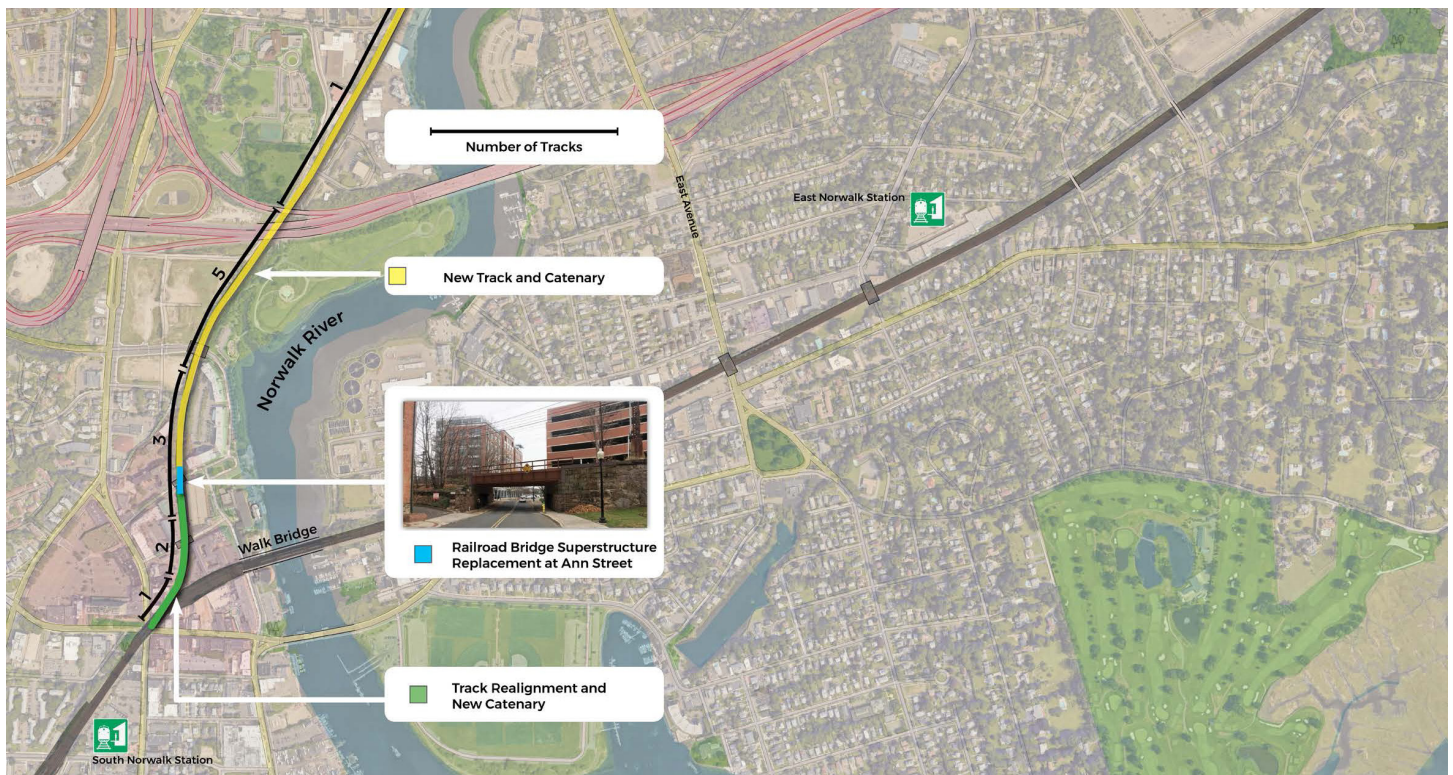 1
Number of Tracks
East Avenue
East Norwalk Station
5
New Track and Catenary
Norwalk River
3
2
Walk Bridge
Railroad Bridge Superstructure
Replacement at Ann Street
1
Track Realignment and
New Catenary
South Norwalk Station